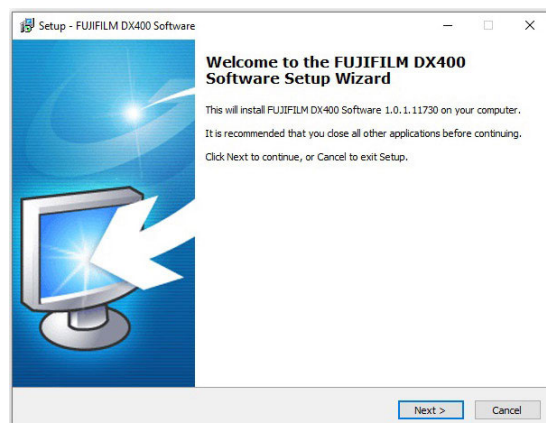 Setup - FUJIFILM DX400 Software
Welcome to the FUJIFILM DX400
Software Setup Wizard
This will install FUJIFILM DX400 Software 1.0.1.11730 on your computer.
It is recommended that you close all other applications before continuing.
Click Next to continue, or Cancel to exit Setup.
Next >
Cancel